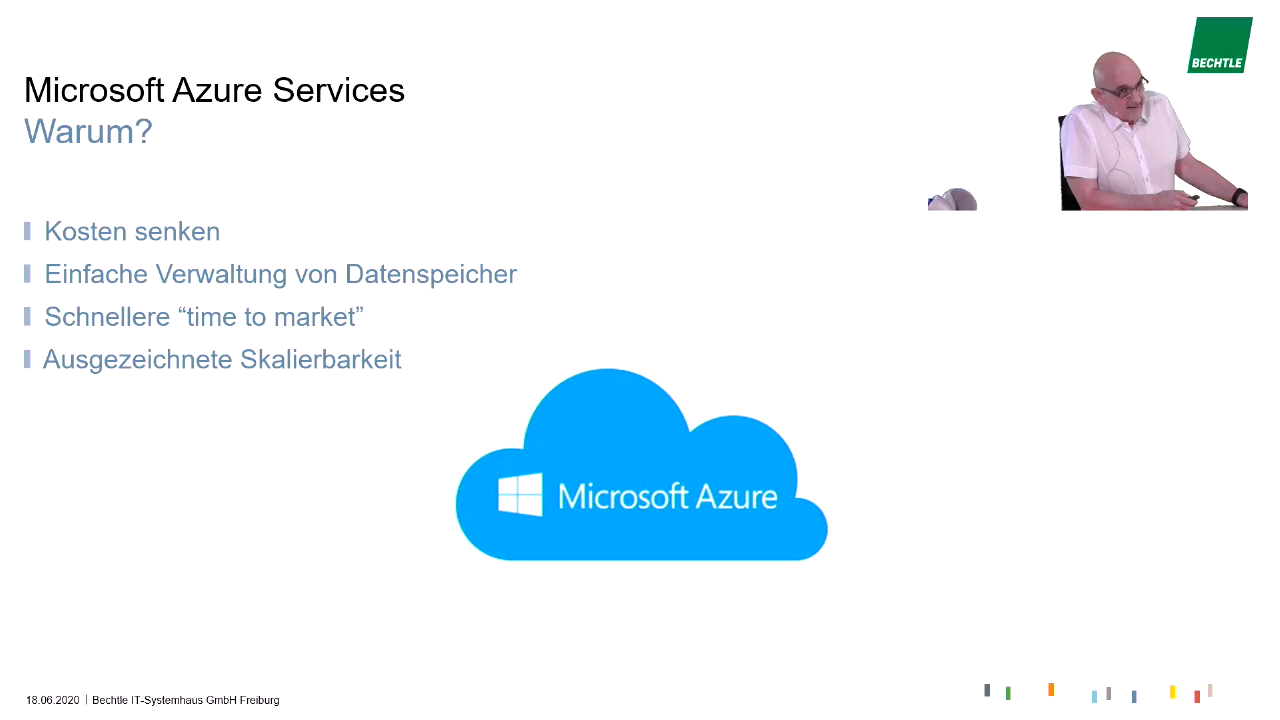 BECHTLE
Microsoft Azure Services
Warum?
Kosten senken
Einfache Verwaltung von Datenspeicher
Schnellere “time to market”
Ausgezeichnete Skalierbarkeit
Microsoft Azure
18.06.2020 | Bechtle IT-Systemhaus GmbH Freiburg